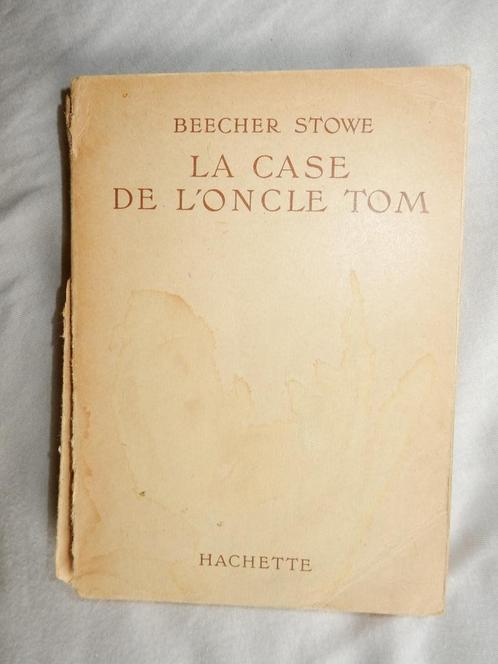 BEECHER STOWE
LA CASE
DE L'ONCLE TOM
HACHETTE